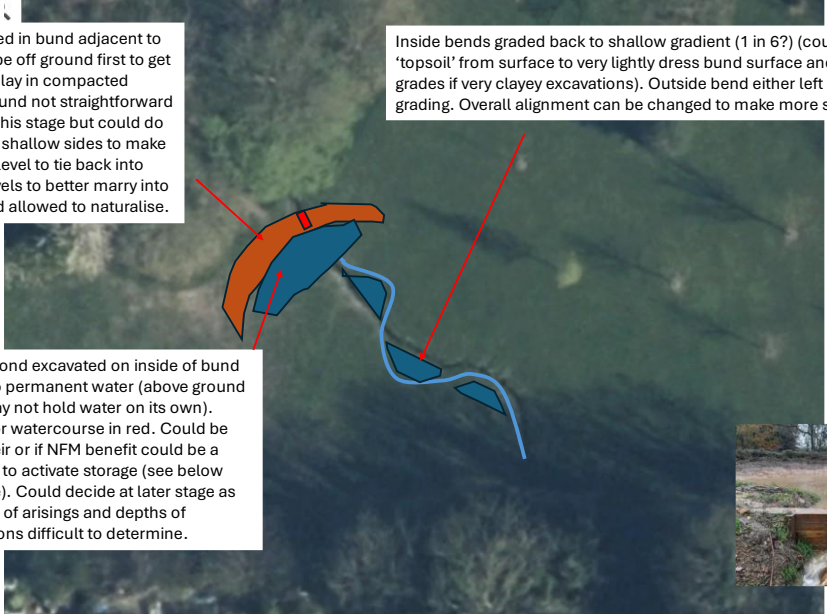 ed in bund adjacent to
be off ground first to get
lay in compacted
und not straightforward
his stage but could do
shallow sides to make
evel to tie back into
vels to better marry into
d allowed to naturalise.
Inside bends graded back to shallow gradient (1 in 6?) (cou
‘topsoil’ from surface to very lightly dress bund surface and
grades if very clayey excavations). Outside bend either left
grading. Overall alignment can be changed to make more s
ond excavated on inside of bund
permanent water (above ground
ay not hold water on its own).
or watercourse in red. Could be
eir or if NFM benefit could be a
to activate storage (see below
). Could decide at later stage as
of arisings and depths of
ons difficult to determine.